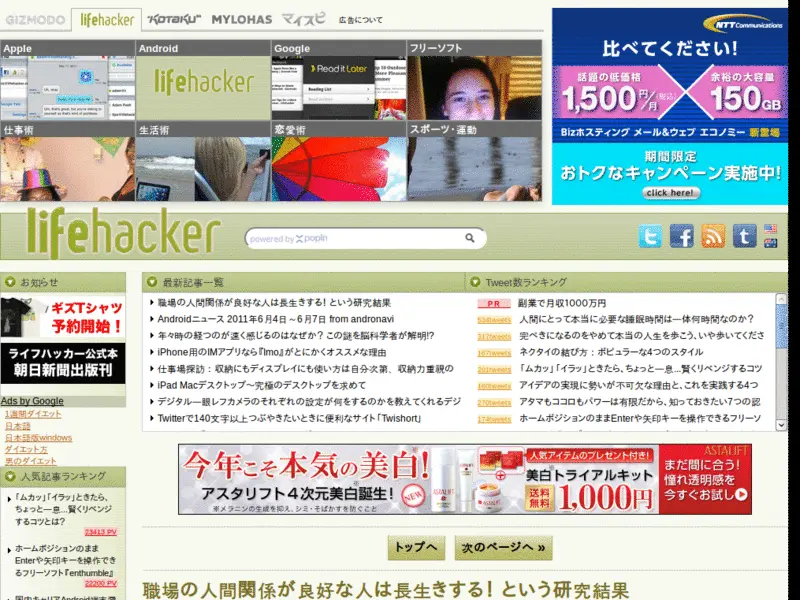 GIZMODO lifehacker KOTAKU MYLOHAS マイスピ 広告について
Apple Android Google フリーソフト
lifehacker
Read it Later
Reading List
仕事術 生活術 恋愛術 スポーツ・運動
NTT Communications
比べてください!
話題の低価格 余裕の大容量
1,500円/月(税込) 150GB
Bizホスティング メール&ウェブ エコノミー 新登場
期間限定
おトクなキャンペーン実施中!
click here!
lifehacker
powered by popIn
お知らせ
ギズTシャツ
予約開始!
ライフハッカー公式本
朝日新聞出版刊
Ads by Google
1週間ダイエット
日本語
日本語版windows
ダイエット方
男のダイエット
人気記事ランキング
「ムカッ」「イラッ」ときたら、
ちょっと一息...賢くリベンジ
するコツとは?
23413 PV
ホームポジションのまま
Enterや矢印キーを操作でき
るフリーソフト『enthumble』
22200 PV
国内キャリアAndroid端末
最新記事一覧
職場の人間関係が良好な人は長生きする! という研究結果
Androidニュース 2011年6月4日～6月7日 from andronavi
年々時の経つのが速く感じるのはなぜか? この謎を脳科学者が解明!?
iPhone用のIMアプリなら『Imo』がとにかくオススメな理由
仕事場探訪：収納にもディスプレイにも使い方は自分次第、収納力重視の
iPad Macデスクトップ～究極のデスクトップを求めて
デジタル一眼レフカメラのそれぞれの設定が何をするのかを教えてくれるデジ
Twitterで140文字以上つぶやきたいときに便利なサイト「Twishort」
Tweet数ランキング
PR 副業で月収1000万円
人間にとって本当に必要な睡眠時間は一体何時間なのか?
完ぺきになるのをやめて本当の人生を歩こう、いや歩いてくださ
ネクタイの結び方：ポピュラーな4つのスタイル
「ムカッ」「イラッ」ときたら、ちょっと一息...賢くリベンジするコツ
アイデアの実現に勢いが不可欠な理由と、これを実践する4つ
アタマもココロもパワーは有限だから、知っておきたい7つの認
ホームポジションのままEnterや矢印キーを操作できるフリーソ
今年こそ本気の美白!
アスタリフト4次元美白誕生!
※メラニンの生成を抑え、シミ・そばかすを防ぐこと
NEW
人気アイテムのプレゼント付き!
美白トライアルキット
送料無料 1,000円
ASTALIFT
まだ間に合う!
憧れ透明感を
今すぐお試し
トップへ 次のページへ »
職場の人間関係が良好な人は長生きする! という研究結果